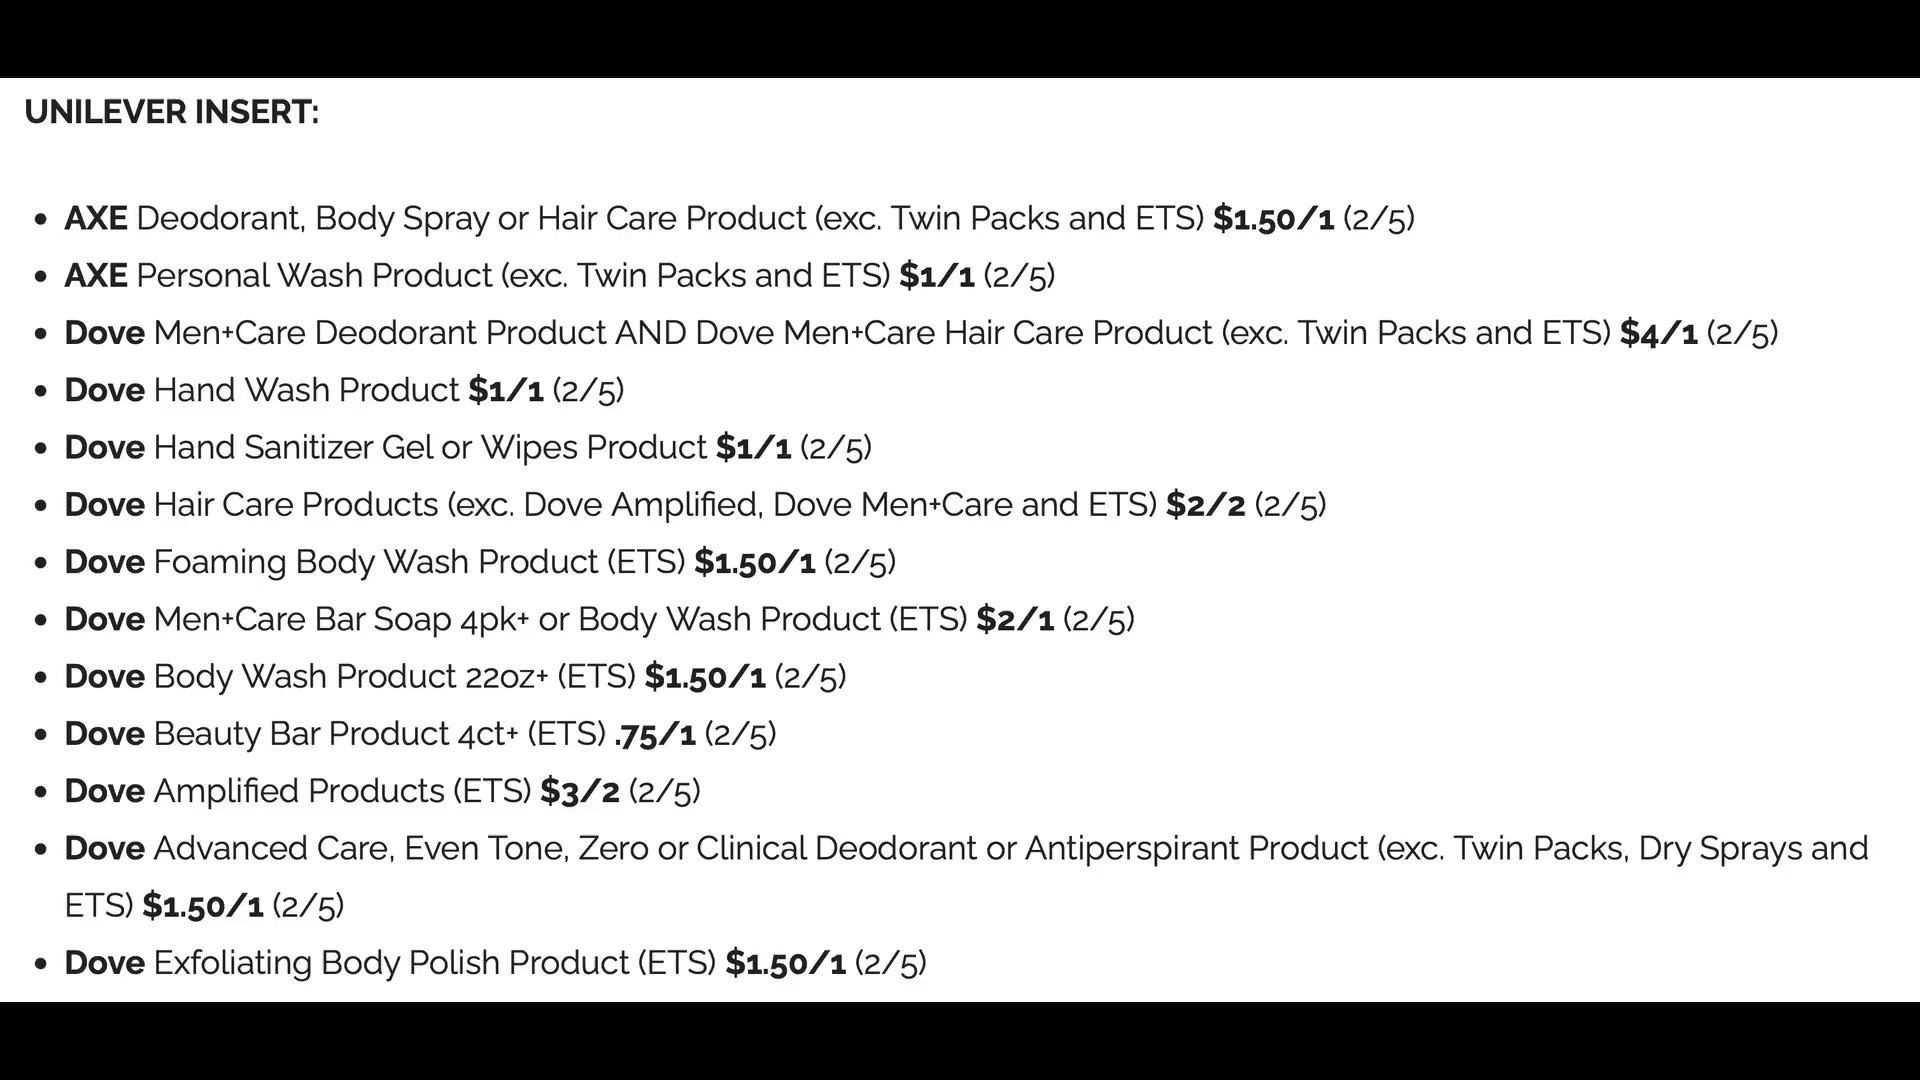 UNILEVER INSERT:
• AXE Deodorant, Body Spray or Hair Care Product (exc. Twin Packs and ETS) $1.50/1 (2/5)
• AXE Personal Wash Product (exc. Twin Packs and ETS) $1/1 (2/5)
• Dove Men+Care Deodorant Product AND Dove Men+Care Hair Care Product (exc. Twin Packs and ETS) $4/1 (2/5)
• Dove Hand Wash Product $1/1 (2/5)
• Dove Hand Sanitizer Gel or Wipes Product $1/1 (2/5)
• Dove Hair Care Products (exc. Dove Amplified, Dove Men+Care and ETS) $2/2 (2/5)
• Dove Foaming Body Wash Product (ETS) $1.50/1 (2/5)
• Dove Men+Care Bar Soap 4pk+ or Body Wash Product (ETS) $2/1 (2/5)
• Dove Body Wash Product 22oz+ (ETS) $1.50/1 (2/5)
• Dove Beauty Bar Product 4ct+ (ETS) .75/1 (2/5)
• Dove Amplified Products (ETS) $3/2 (2/5)
• Dove Advanced Care, Even Tone, Zero or Clinical Deodorant or Antiperspirant Product (exc. Twin Packs, Dry Sprays and
ETS) $1.50/1 (2/5)
• Dove Exfoliating Body Polish Product (ETS) $1.50/1 (2/5)